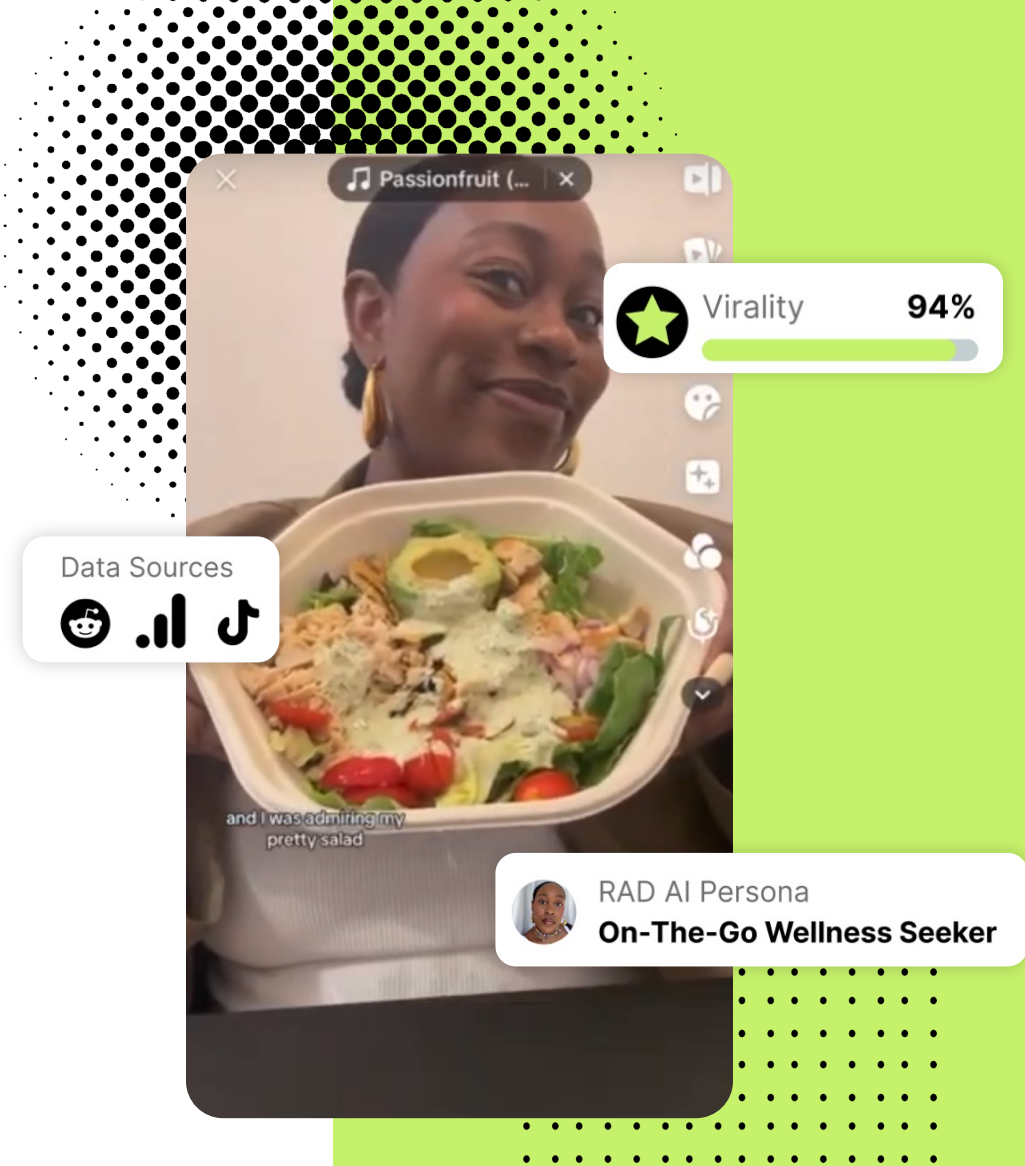 Passionfruit (...
Virality 94%
Data Sources
and I was admiring my
pretty salad
RAD AI Persona
On-The-Go Wellness Seeker